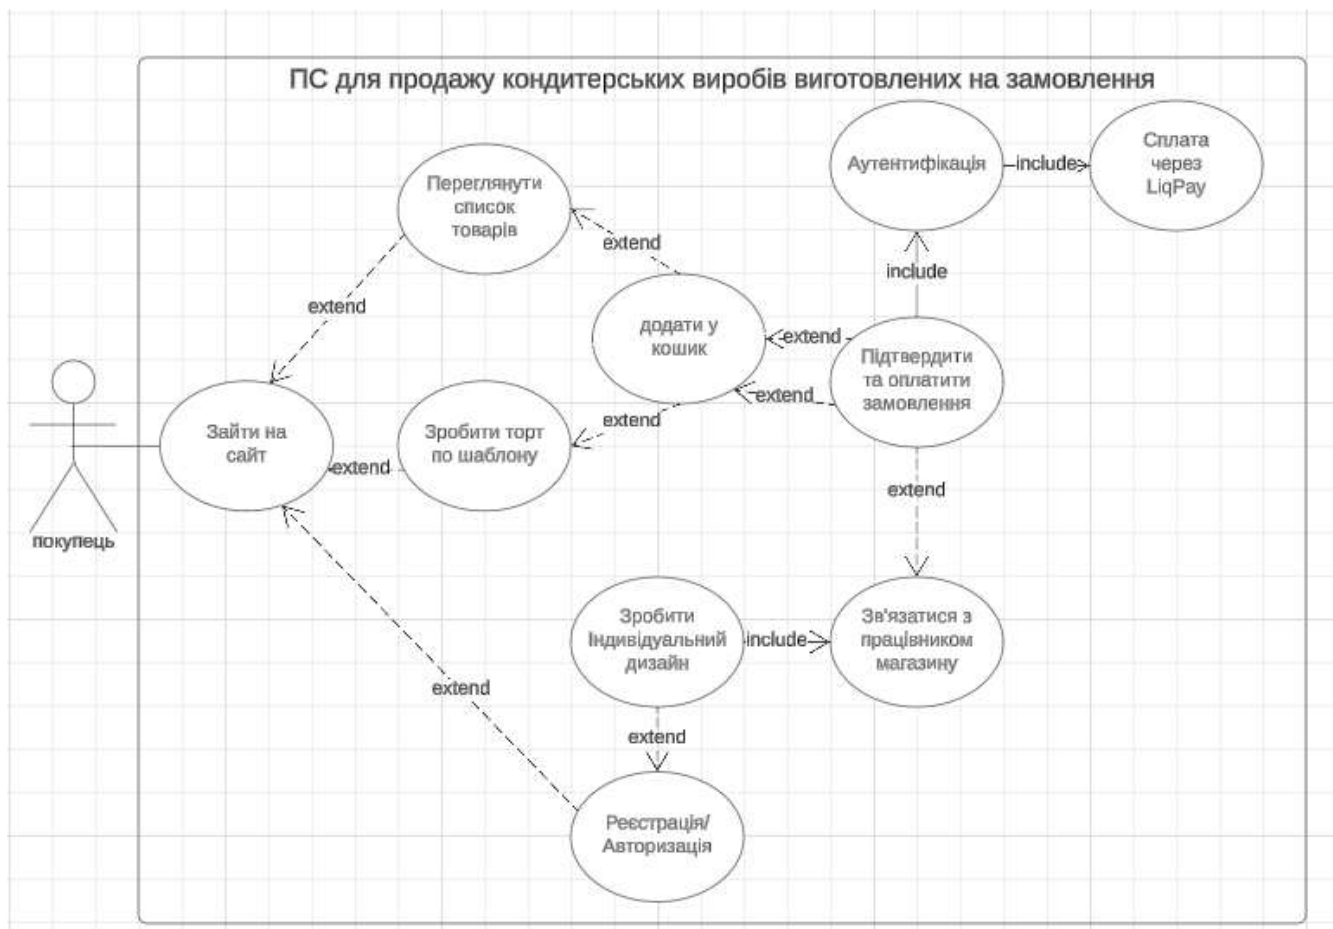 ПС для продажу кондитерських виробів виготовлених на замовлення
Аутентифікація
include
Сплата
через
LiqPay
Переглянути
список
товарів
extend
include
extend
додати у
кошик
extend
Підтвердити
та оплатити
замовлення
extend
extend
Зайти на
сайт
extend
Зробити торт
по шаблону
extend
покупець
Зробити
Індивідуальний
дизайн
include
Зв'язатися з
працівником
магазину
extend
extend
Реєстрація/
Авторизація